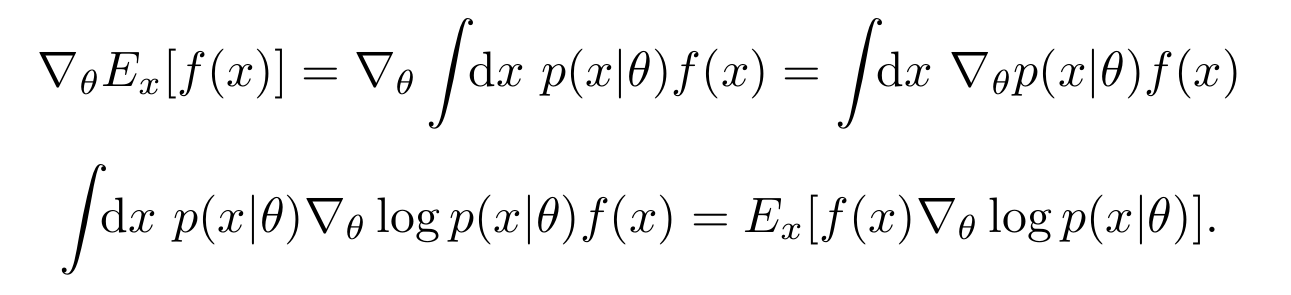 ∇_θ E_x[f(x)] = ∇_θ ∫dx p(x|θ)f(x) = ∫dx ∇_θ p(x|θ)f(x)
∫dx p(x|θ)∇_θ log p(x|θ)f(x) = E_x[f(x)∇_θ log p(x|θ)].